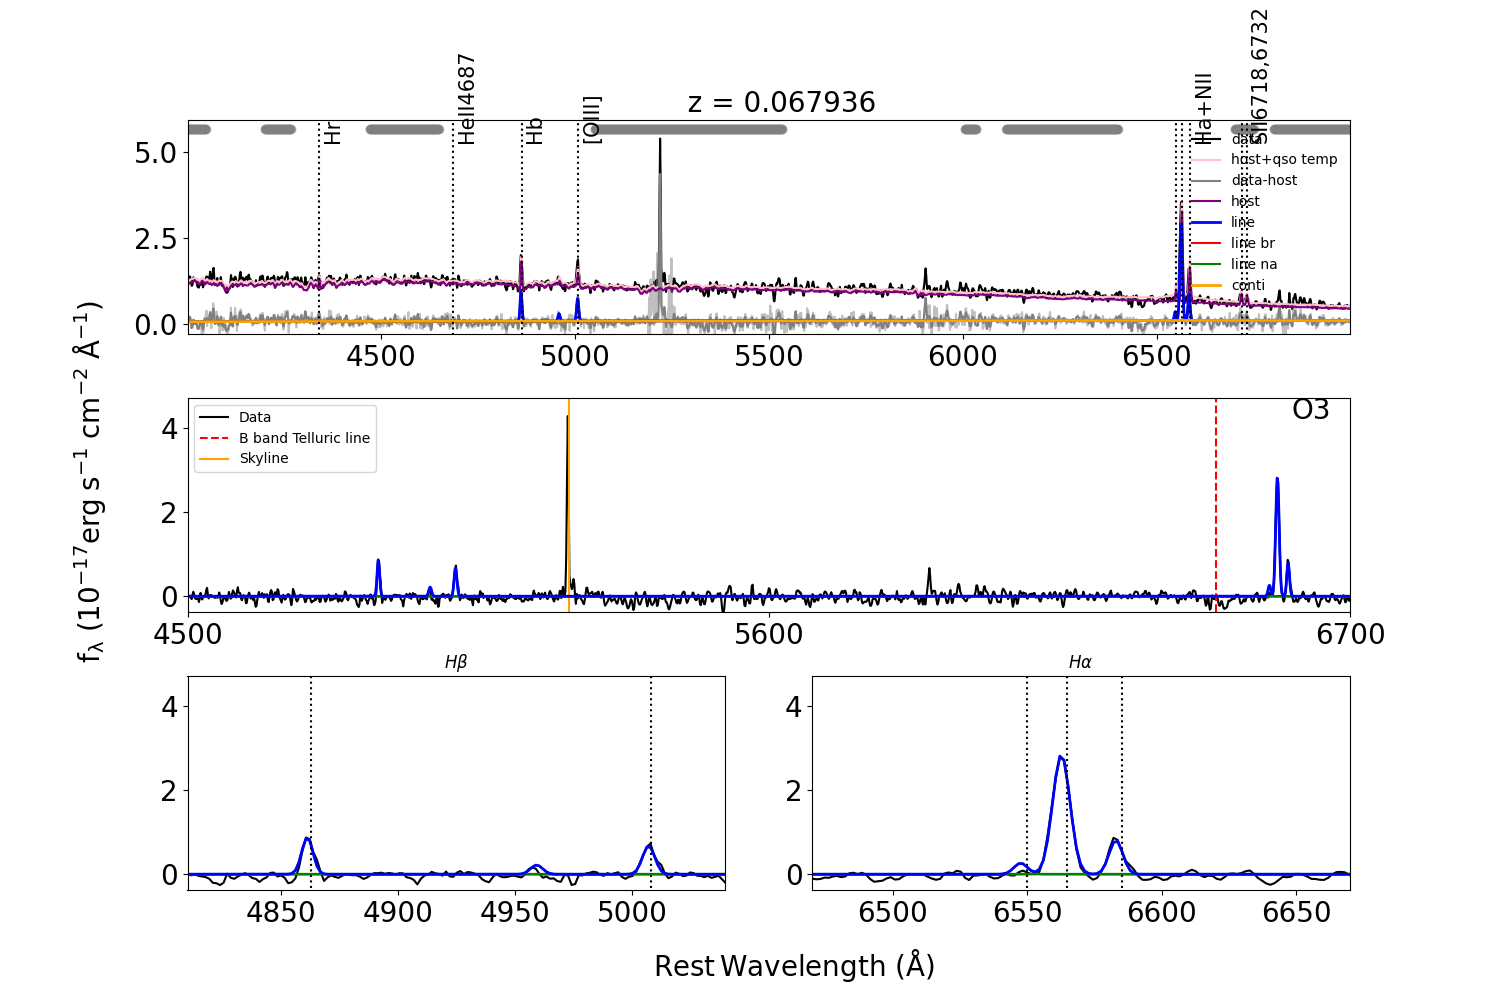 z = 0.067936
Hr
HeII4687
Hb
[OIII]
Ha+NII
SII6718,6732
data
host+qso temp
data-host
host
line
line br
line na
conti
5.0
2.5
0.0
4500
5000
5500
6000
6500
Data
B band Telluric line
Skyline
O3
4
2
0
4500
5600
6700
fλ (10−17erg s−1 cm−2 Å−1)
Hβ
4
2
0
4850
4900
4950
5000
Hα
4
2
0
6500
6550
6600
6650
Rest Wavelength (Å)